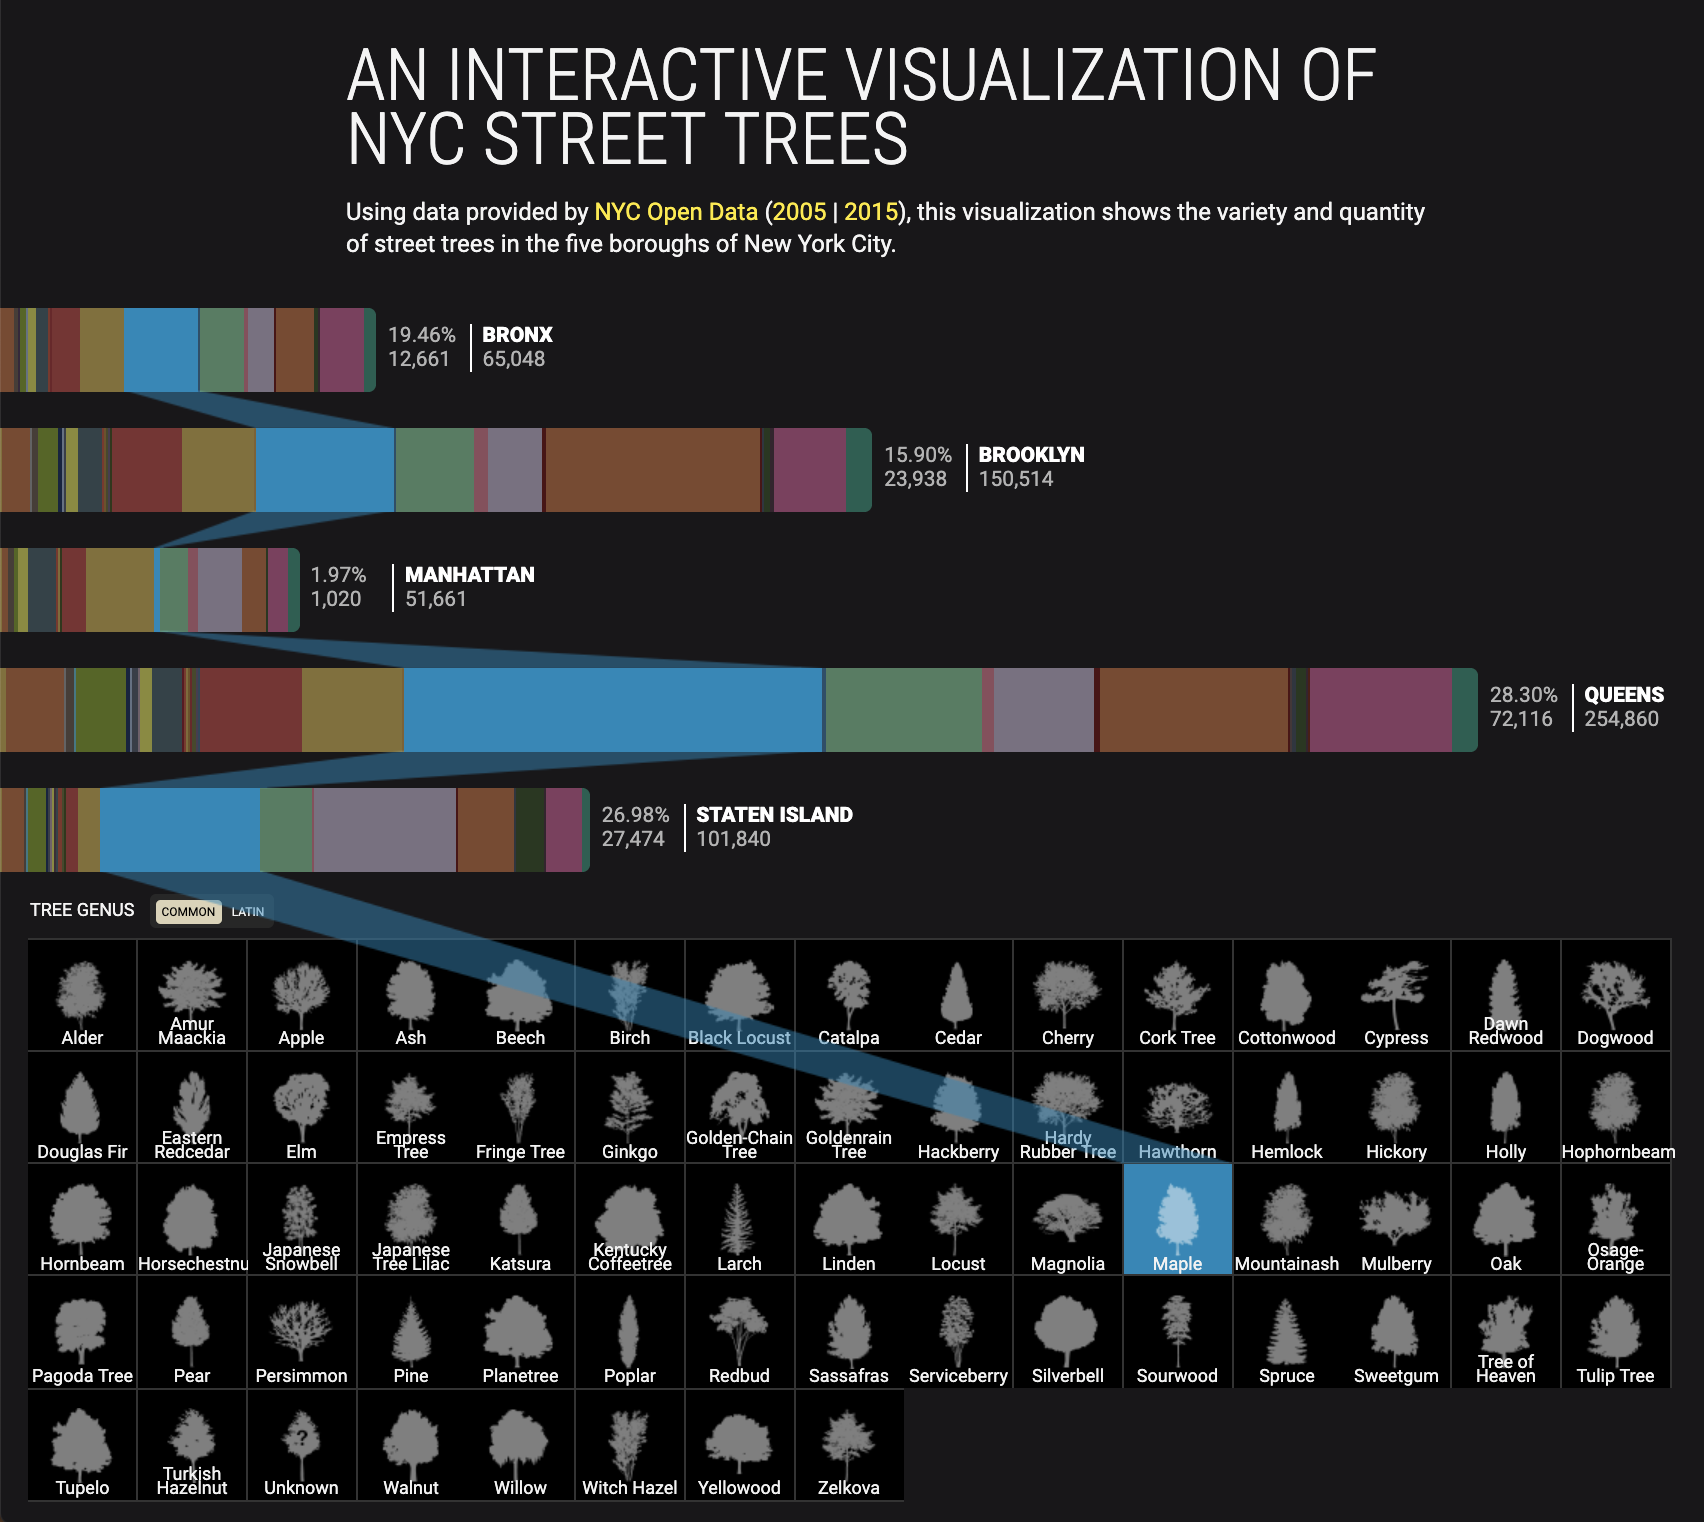 AN INTERACTIVE VISUALIZATION OF
NYC STREET TREES
Using data provided by NYC Open Data (2005 | 2015), this visualization shows the variety and quantity
of street trees in the five boroughs of New York City.
19.46% BRONX
12,661 65,048
15.90% BROOKLYN
23,938 150,514
1.97% MANHATTAN
1,020 51,661
28.30% QUEENS
72,116 254,860
26.98% STATEN ISLAND
27,474 101,840
TREE GENUS COMMON LATIN
Alder
Amur
Maackia
Apple
Ash
Beech
Birch
Black Locust
Catalpa
Cedar
Cherry
Cork Tree
Cottonwood
Cypress
Dawn
Redwood
Dogwood
Douglas Fir
Eastern
Redcedar
Elm
Empress
Tree
Fringe Tree
Ginkgo
Golden-Chain
Tree
Goldenrain
Tree
Hackberry
Hardy
Rubber Tree
Hawthorn
Hemlock
Hickory
Holly
Hophornbeam
Hornbeam
Horsechestnu
Japanese
Snowbell
Japanese
Tree Lilac
Katsura
Kentucky
Coffeetree
Larch
Linden
Locust
Magnolia
Maple
Mountainash
Mulberry
Oak
Osage-
Orange
Pagoda Tree
Pear
Persimmon
Pine
Planetree
Poplar
Redbud
Sassafras
Serviceberry
Silverbell
Sourwood
Spruce
Sweetgum
Tree of
Heaven
Tulip Tree
Tupelo
Turkish
Hazelnut
?
Unknown
Walnut
Willow
Witch Hazel
Yellowood
Zelkova